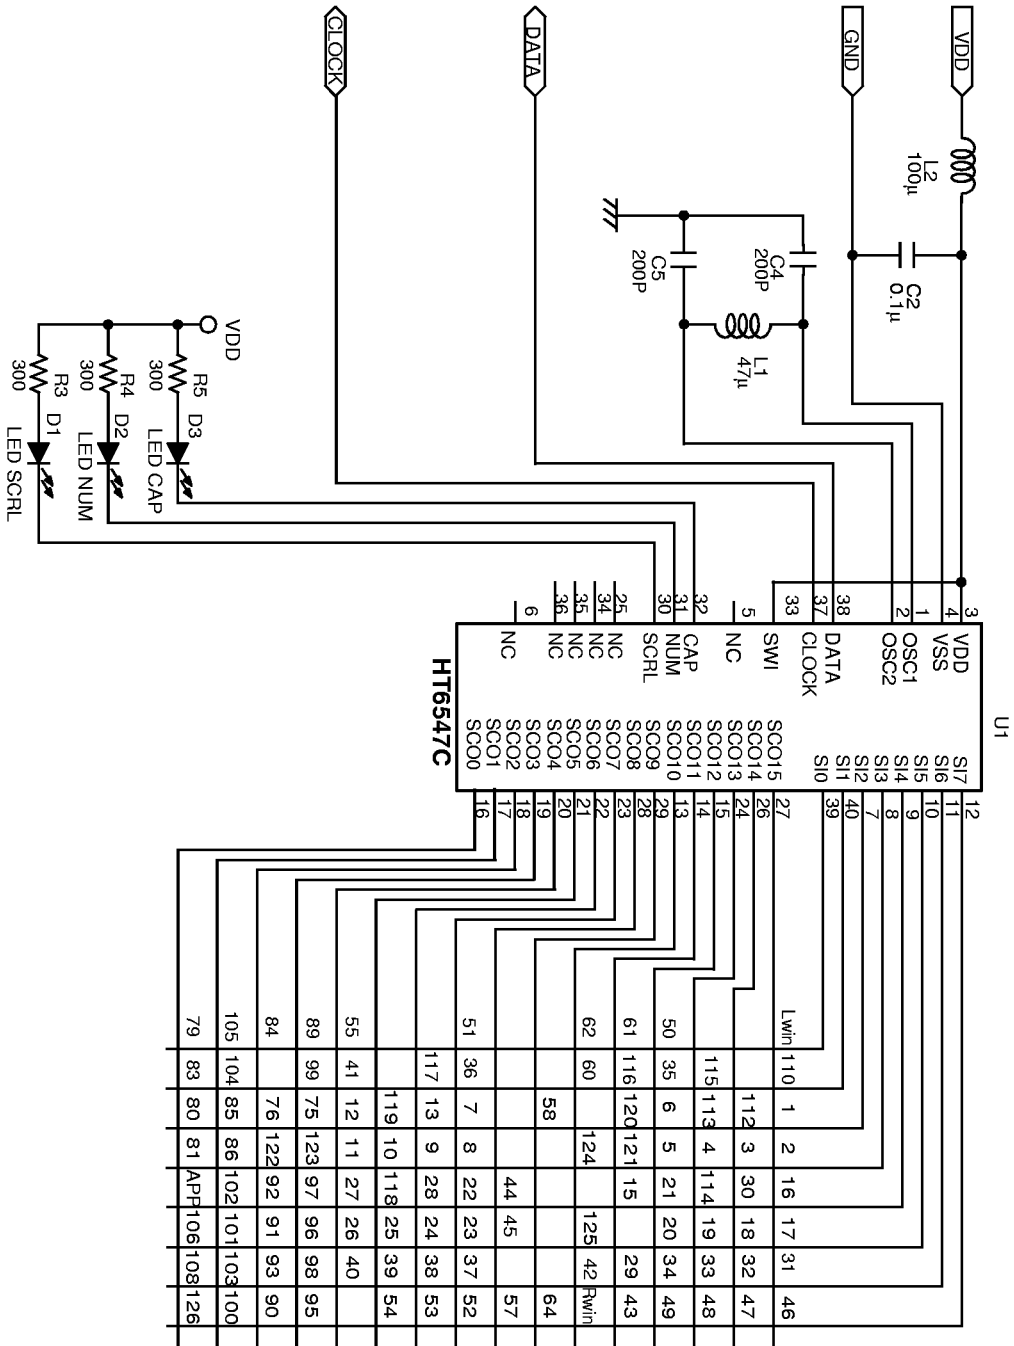 VDD
GND
DATA
CLOCK
L2
100μ
C2
0.1μ
C4
200P
C5
200P
L1
47μ
VDD
R5
300
D3
LED CAP
R4
300
D2
LED NUM
R3
300
D1
LED SCRL
U1
3 VDD
4 VSS
1 OSC1
2 OSC2
38 DATA
37 CLOCK
33 SWI
5 NC
32 CAP
31 NUM
30 SCRL
25 NC
34 NC
35 NC
36 NC
6 NC
SI7 12
SI6 11
SI5 10
SI4 9
SI3 8
SI2 7
SI1 40
SI0 39
SCO15 27
SCO14 26
SCO13 24
SCO12 15
SCO11 14
SCO10 13
SCO9 29
SCO8 28
SCO7 23
SCO6 22
SCO5 21
SCO4 20
SCO3 19
SCO2 18
SCO1 17
SCO0 16
HT6547C
Lwin 110 1 2 16 17 31 46
112 3 30 18 32 47
115 113 4 114 19 33 48
50 35 6 5 21 20 34 49
61 116 120 121 15 29 43
62 60 124 125 42 Rwin
58 64
44 45 57
51 36 7 8 22 23 37 52
117 13 9 28 24 38 53
119 10 118 25 39 54
55 41 12 11 27 26 40
89 99 75 123 97 96 98 95
84 76 122 92 91 93 90
105 104 85 86 102 101 103 100
79 83 80 81 APP 106 108 126